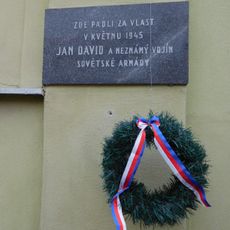 ZDE PADLI ZA VLAST
V KVĚTNU 1945
JAN DAVID A NEZNÁMÝ VOJÍN
SOVĚTSKÉ ARMÁDY